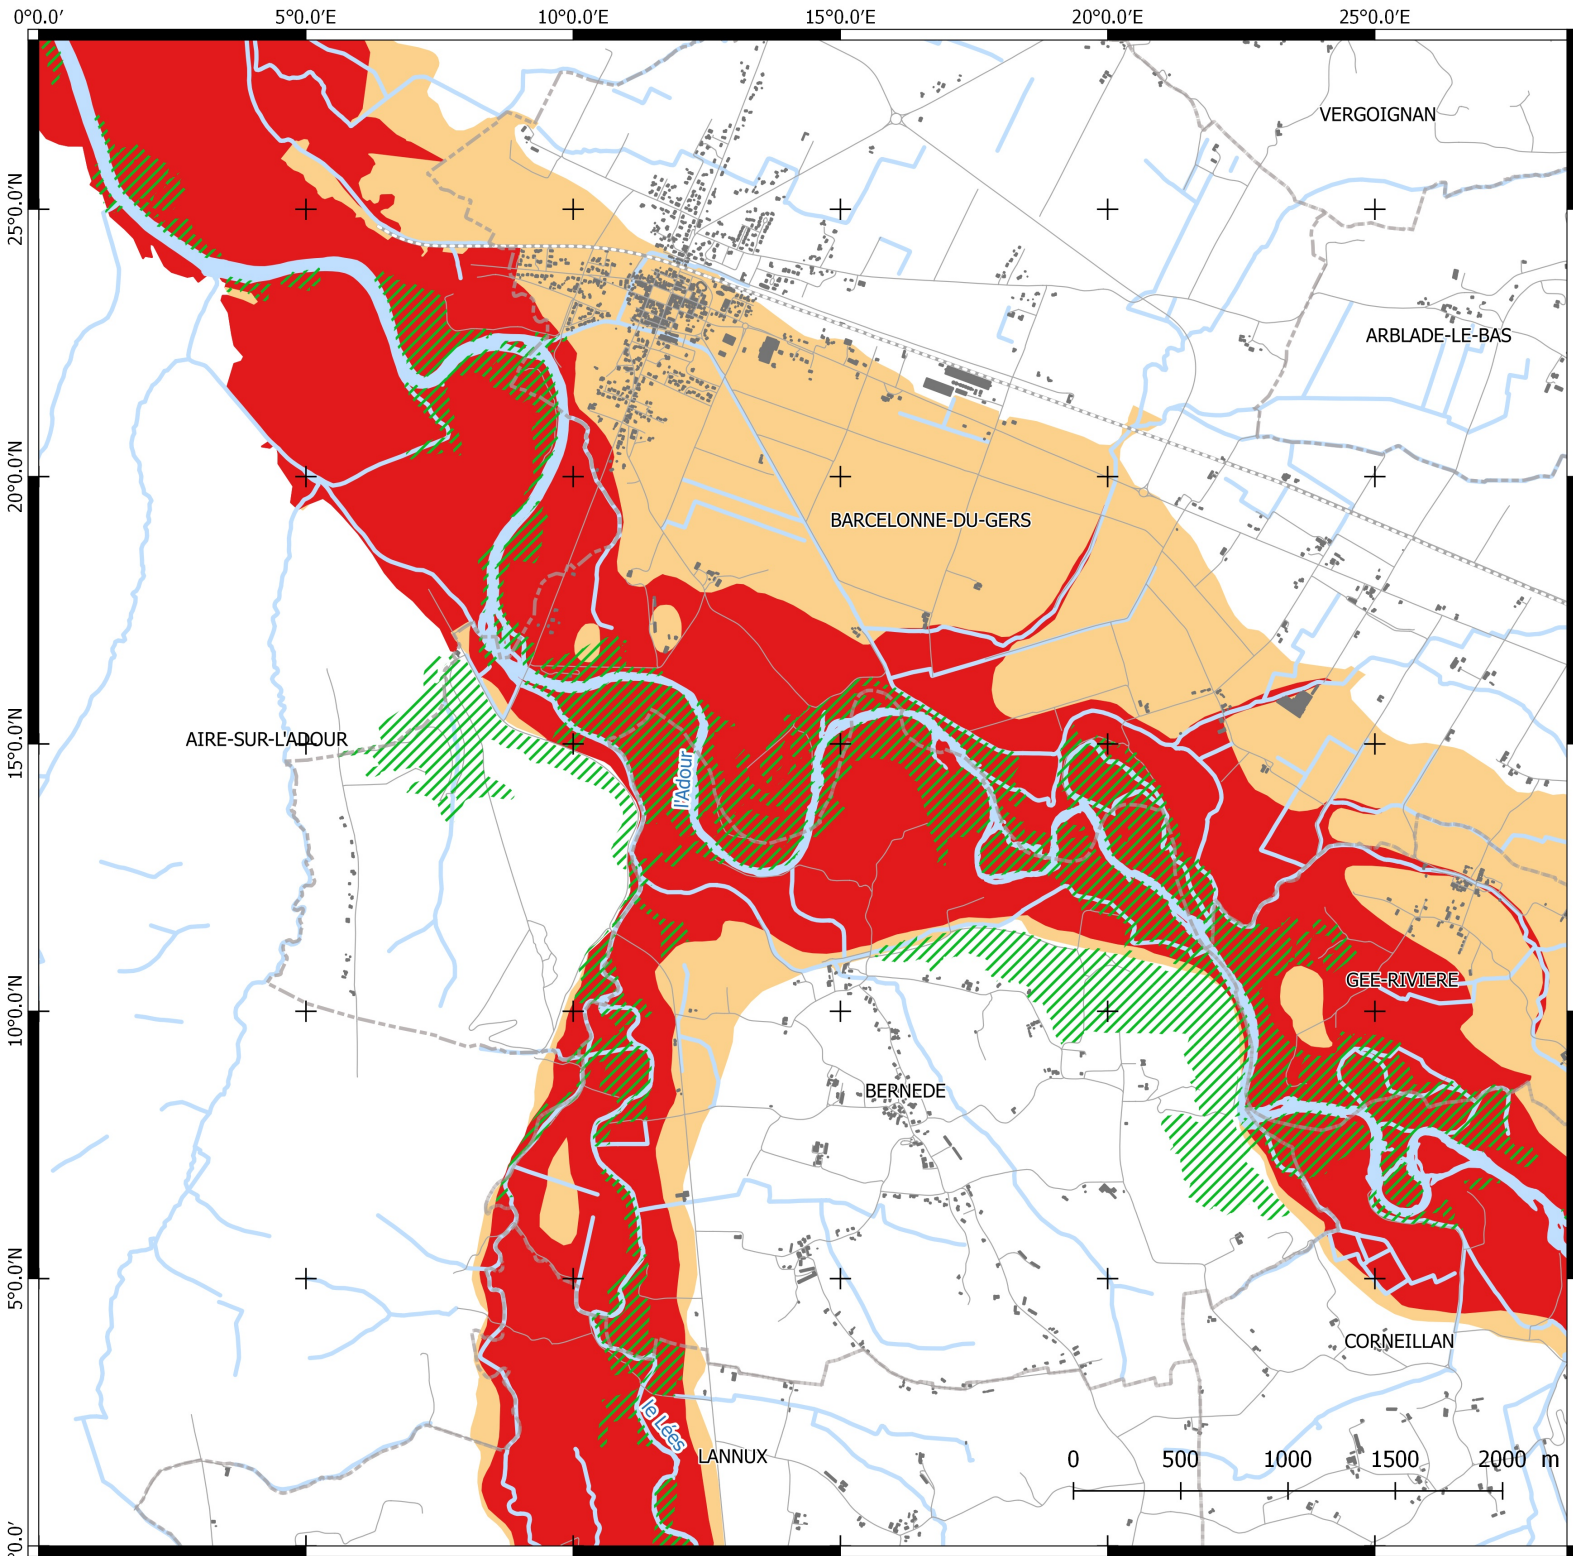 0°0.0′ 5°0.0′E 10°0.0′E 15°0.0′E 20°0.0′E 25°0.0′E
VERGOIGNAN
25°0.0′N
ARBLADE-LE-BAS
20°0.0′N
BARCELONNE-DU-GERS
15°0.0′N
AIRE-SUR-L'ADOUR
l'Adour
10°0.0′N
GEE-RIVIERE
BERNEDE
5°0.0′N
CORNEILLAN
le Lées
LANNUX
0 500 1000 1500 2000 m
°0.0′